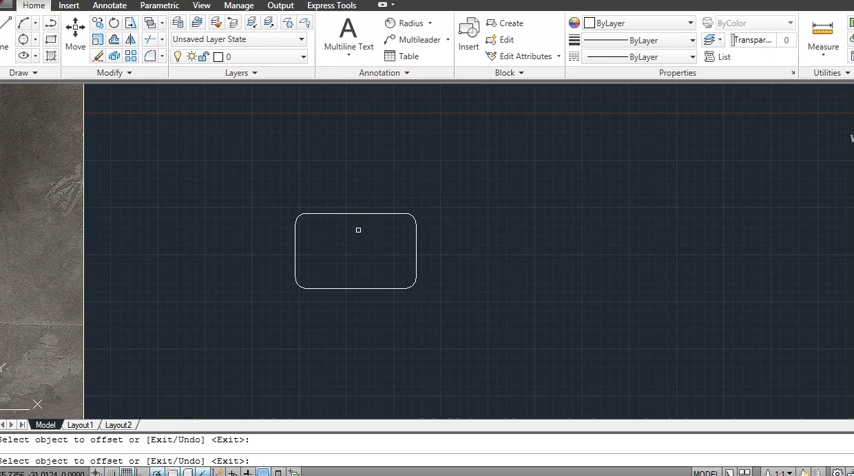 Home Insert Annotate Parametric View Manage Output Express Tools
Move
Unsaved Layer State
0
Draw
Modify
Layers
A
Multiline Text
Radius
Multileader
Table
Annotation
Insert
Create
Edit
Edit Attributes
Block
ByLayer
ByLayer
ByLayer
ByColor
Transpar... 0
List
Properties
Measure
Utilities
X
Model Layout1 Layout2
Select object to offset or [Exit/Undo] <Exit>:
Select object to offset or [Exit/Undo] <Exit>:
MODEL 1:1